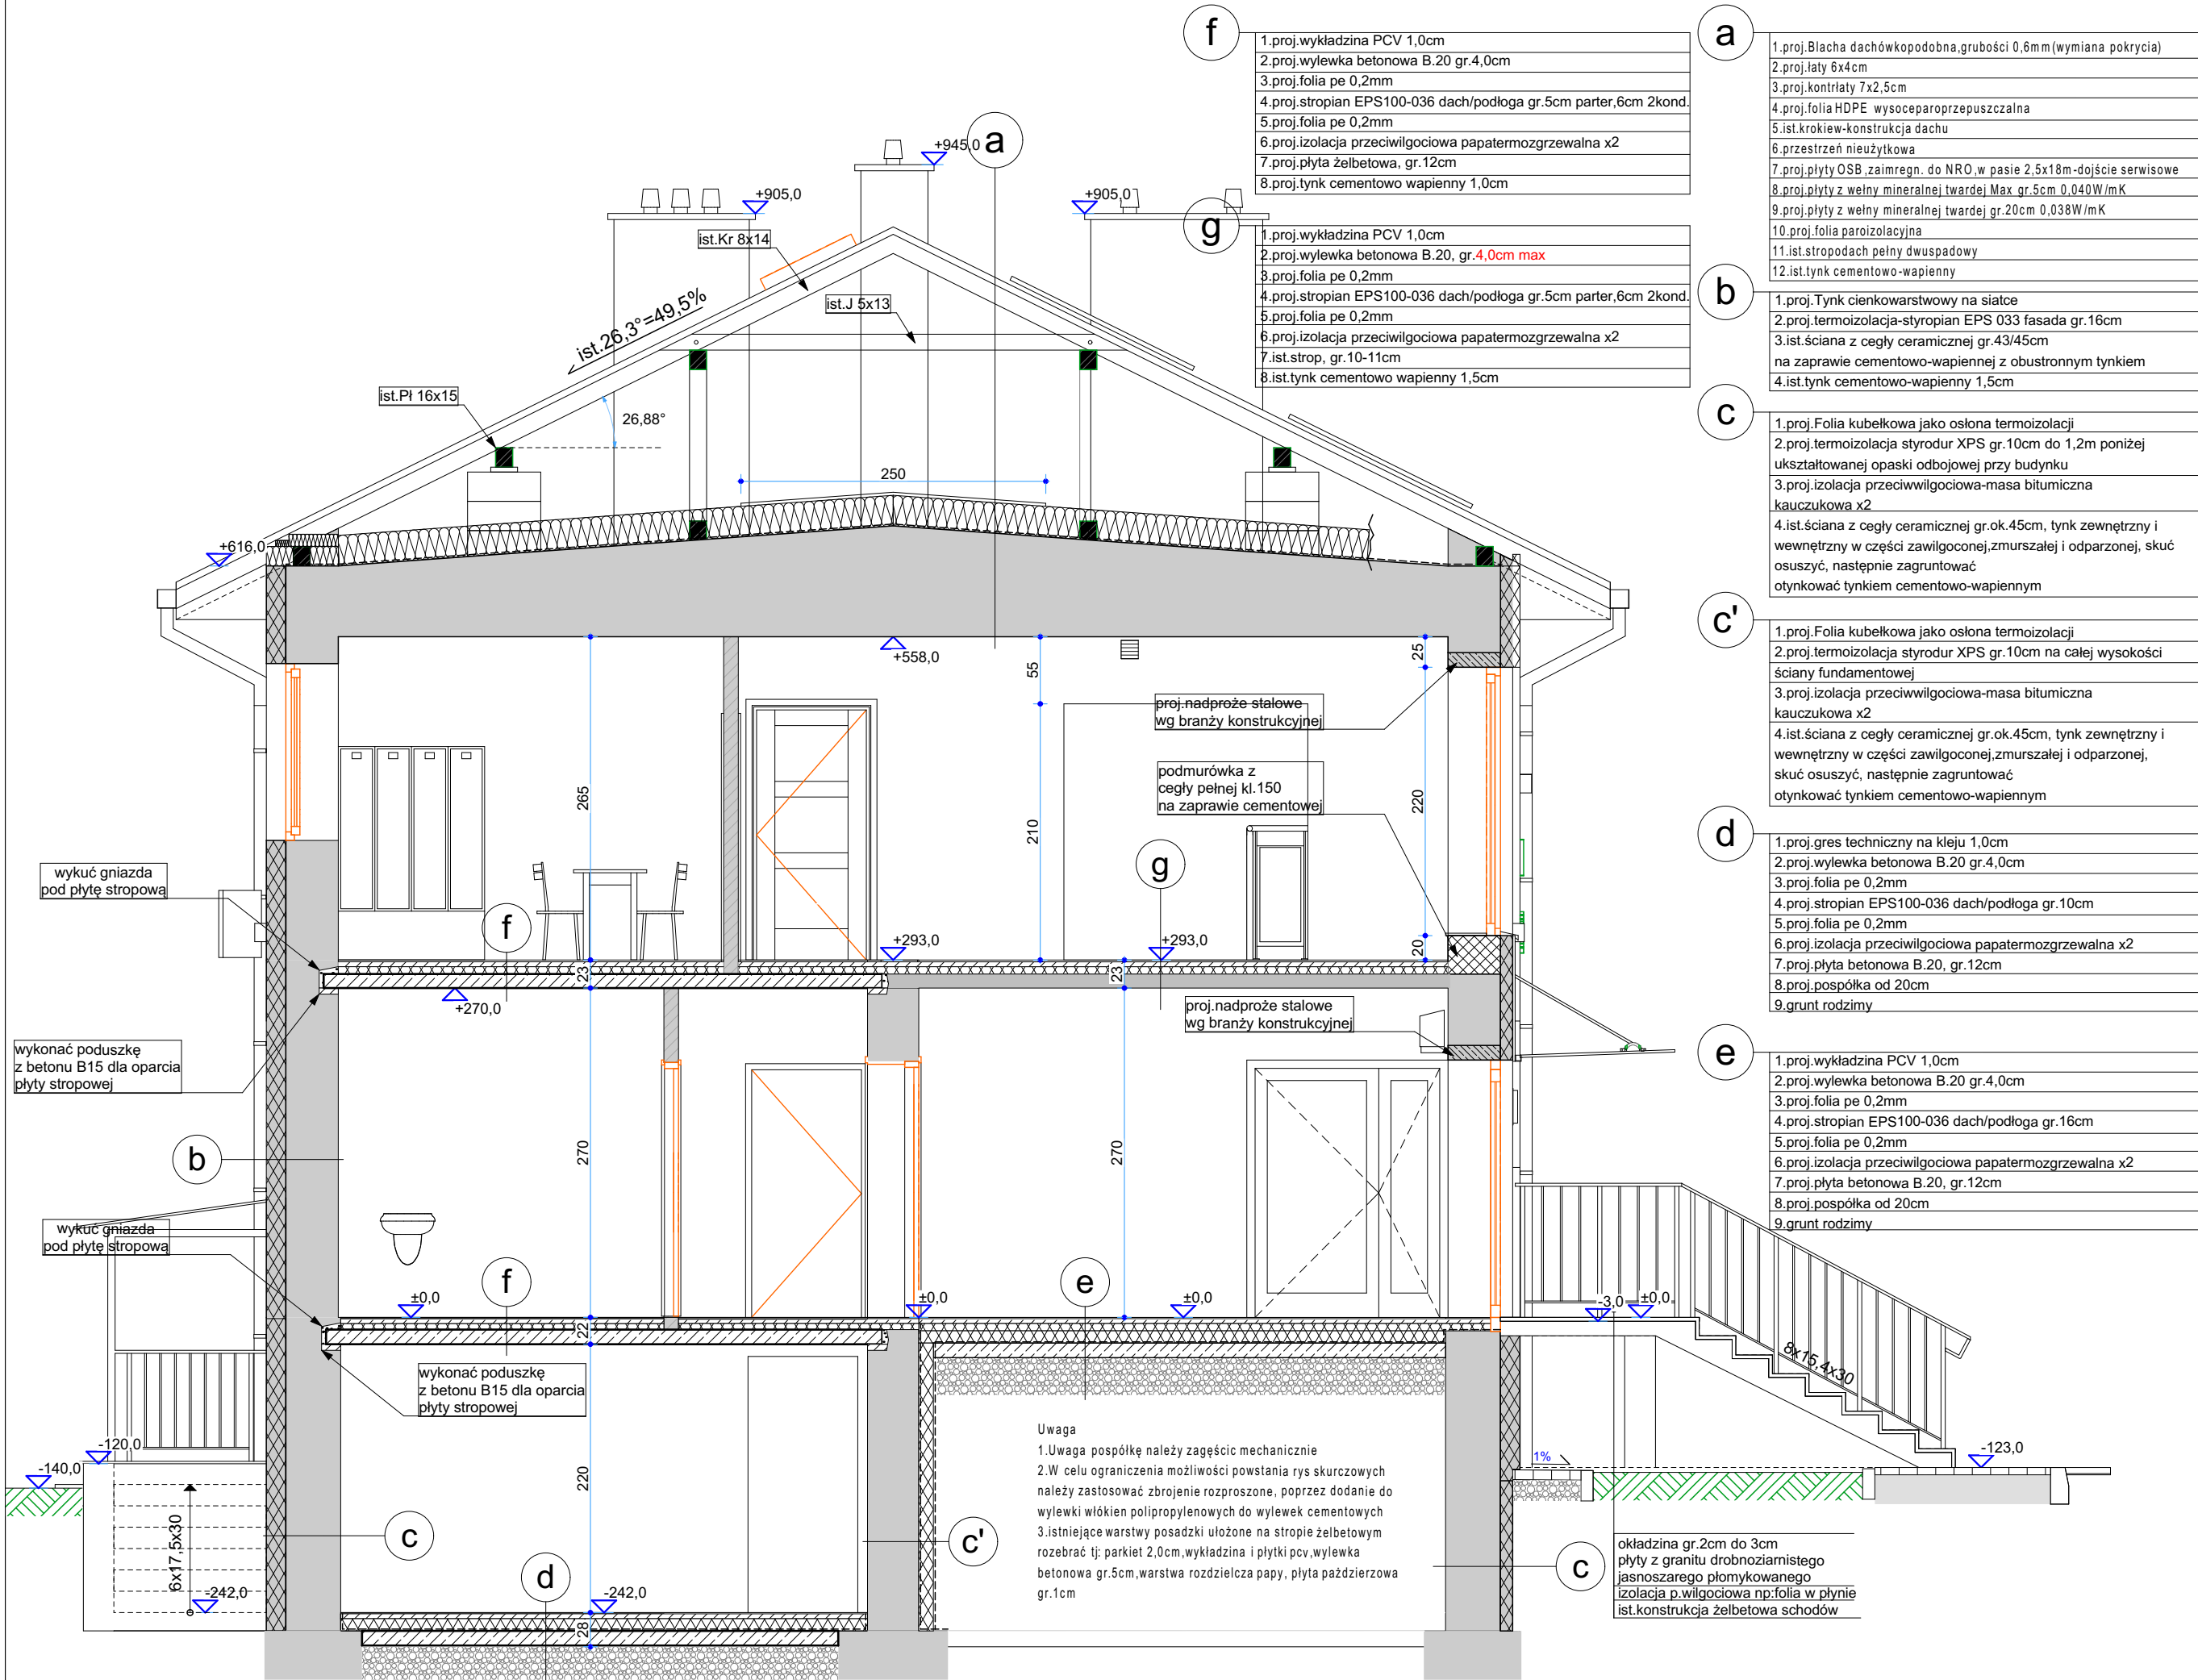 f
1.proj.wykładzina PCV 1,0cm
2.proj.wylewka betonowa B.20 gr.4,0cm
3.proj.folia pe 0,2mm
4.proj.stropian EPS100-036 dach/podłoga gr.5cm parter,6cm 2kond.
5.proj.folia pe 0,2mm
6.proj.izolacja przeciwilgociowa papatermozgrzewalna x2
7.proj.płyta żelbetowa, gr.12cm
8.proj.tynk cementowo wapienny 1,0cm
g
1.proj.wykładzina PCV 1,0cm
2.proj.wylewka betonowa B.20, gr.4,0cm max
3.proj.folia pe 0,2mm
4.proj.stropian EPS100-036 dach/podłoga gr.5cm parter,6cm 2kond.
5.proj.folia pe 0,2mm
6.proj.izolacja przeciwilgociowa papatermozgrzewalna x2
7.ist.strop, gr.10-11cm
8.ist.tynk cementowo wapienny 1,5cm
a
1.proj.Blacha dachówkopodobna,grubości 0,6mm(wymiana pokrycia)
2.proj.łaty 6x4cm
3.proj.kontrłaty 7x2,5cm
4.proj.folia HDPE wysoceparoprzepuszczalna
5.ist.krokiew-konstrukcja dachu
6.przestrzeń nieużytkowa
7.proj.płyty OSB,zaimregn. do NRO,w pasie 2,5x18m-dojście serwisowe
8.proj.płyty z wełny mineralnej twardej Max gr.5cm 0,040W/mK
9.proj.płyty z wełny mineralnej twardej gr.20cm 0,038W/mK
10.proj.folia paroizolacyjna
11.ist.stropodach pełny dwuspadowy
12.ist.tynk cementowo-wapienny
b
1.proj.Tynk cienkowarstwowy na siatce
2.proj.termoizolacja-styropian EPS 033 fasada gr.16cm
3.ist.ściana z cegły ceramicznej gr.43/45cm
na zaprawie cementowo-wapiennej z obustronnym tynkiem
4.ist.tynk cementowo-wapienny 1,5cm
c
1.proj.Folia kubełkowa jako osłona termoizolacji
2.proj.termoizolacja styrodur XPS gr.10cm do 1,2m poniżej
ukształtowanej opaski odbojowej przy budynku
3.proj.izolacja przeciwwilgociowa-masa bitumiczna
kauczukowa x2
4.ist.ściana z cegły ceramicznej gr.ok.45cm, tynk zewnętrzny i
wewnętrzny w części zawilgoconej,zmurszałej i odparzonej, skuć
osuszyć, następnie zagruntować
otynkować tynkiem cementowo-wapiennym
c'
1.proj.Folia kubełkowa jako osłona termoizolacji
2.proj.termoizolacja styrodur XPS gr.10cm na całej wysokości
ściany fundamentowej
3.proj.izolacja przeciwwilgociowa-masa bitumiczna
kauczukowa x2
4.ist.ściana z cegły ceramicznej gr.ok.45cm, tynk zewnętrzny i
wewnętrzny w części zawilgoconej,zmurszałej i odparzonej,
skuć osuszyć, następnie zagruntować
otynkować tynkiem cementowo-wapiennym
d
1.proj.gres techniczny na kleju 1,0cm
2.proj.wylewka betonowa B.20 gr.4,0cm
3.proj.folia pe 0,2mm
4.proj.stropian EPS100-036 dach/podłoga gr.10cm
5.proj.folia pe 0,2mm
6.proj.izolacja przeciwilgociowa papatermozgrzewalna x2
7.proj.płyta betonowa B.20, gr.12cm
8.proj.pospółka od 20cm
9.grunt rodzimy
e
1.proj.wykładzina PCV 1,0cm
2.proj.wylewka betonowa B.20 gr.4,0cm
3.proj.folia pe 0,2mm
4.proj.stropian EPS100-036 dach/podłoga gr.16cm
5.proj.folia pe 0,2mm
6.proj.izolacja przeciwilgociowa papatermozgrzewalna x2
7.proj.płyta betonowa B.20, gr.12cm
8.proj.pospółka od 20cm
9.grunt rodzimy
a
+945,0
+905,0
+905,0
ist.Kr 8x14
ist.J 5x13
ist.26,3°=49,5%
ist.Pł 16x15
26,88°
250
+616,0
+558,0
55
25
proj.nadproże stalowe
wg branży konstrukcyjnej
podmurówka z
cegły pełnej kl.150
na zaprawie cementowej
265
210
220
wykuć gniazda
pod płytę stropową
f
g
+293,0
+293,0
20
23
23
+270,0
proj.nadproże stalowe
wg branży konstrukcyjnej
wykonać poduszkę
z betonu B15 dla oparcia
płyty stropowej
b
270
270
wykuć gniazda
pod płytę stropową
f
e
±0,0
±0,0
±0,0
-3,0
±0,0
22
wykonać poduszkę
z betonu B15 dla oparcia
płyty stropowej
8x15,4x30
Uwaga
1.Uwaga pospółkę należy zagęścic mechanicznie
2.W celu ograniczenia możliwości powstania rys skurczowych
należy zastosować zbrojenie rozproszone, poprzez dodanie do
wylewki włókien polipropylenowych do wylewek cementowych
3.istniejące warstwy posadzki ułożone na stropie żelbetowym
rozebrać tj: parkiet 2,0cm,wykładzina i płytki pcv,wylewka
betonowa gr.5cm,warstwa rozdzielcza papy, płyta paździerzowa
gr.1cm
-120,0
-140,0
1%
-123,0
220
6x17,5x30
c
c'
c
d
-242,0
-242,0
28
okładzina gr.2cm do 3cm
płyty z granitu drobnoziarnistego
jasnoszarego płomykowanego
izolacja p.wilgociowa np:folia w płynie
ist.konstrukcja żelbetowa schodów